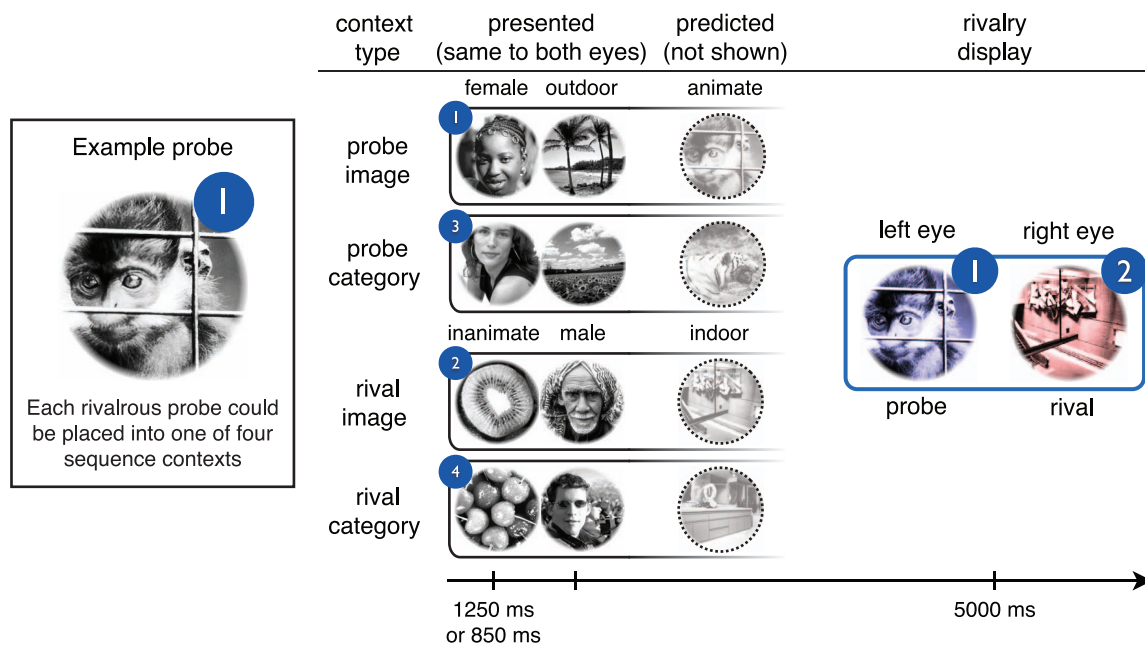 context
type
presented
(same to both eyes)
predicted
(not shown)
rivalry
display
Example probe
1
Each rivalrous probe could
be placed into one of four
sequence contexts
female outdoor animate
probe
image
1
probe
category
3
inanimate male indoor
rival
image
2
rival
category
4
left eye right eye
1 2
probe rival
1250 ms
or 850 ms
5000 ms